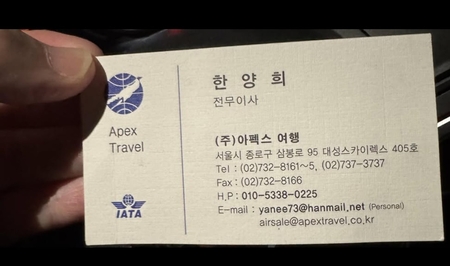 Apex
Travel
IATA
한 양 희
전무이사
(주)아펙스 여행
서울시 종로구 삼봉로 95 대성스카이렉스 405호
Tel : (02)732-8161~5, (02)737-3737
Fax : (02)732-8166
H.P : 010-5338-0225
E-mail : yanee73@hanmail.net (Personal)
airsale@apextravel.co.kr